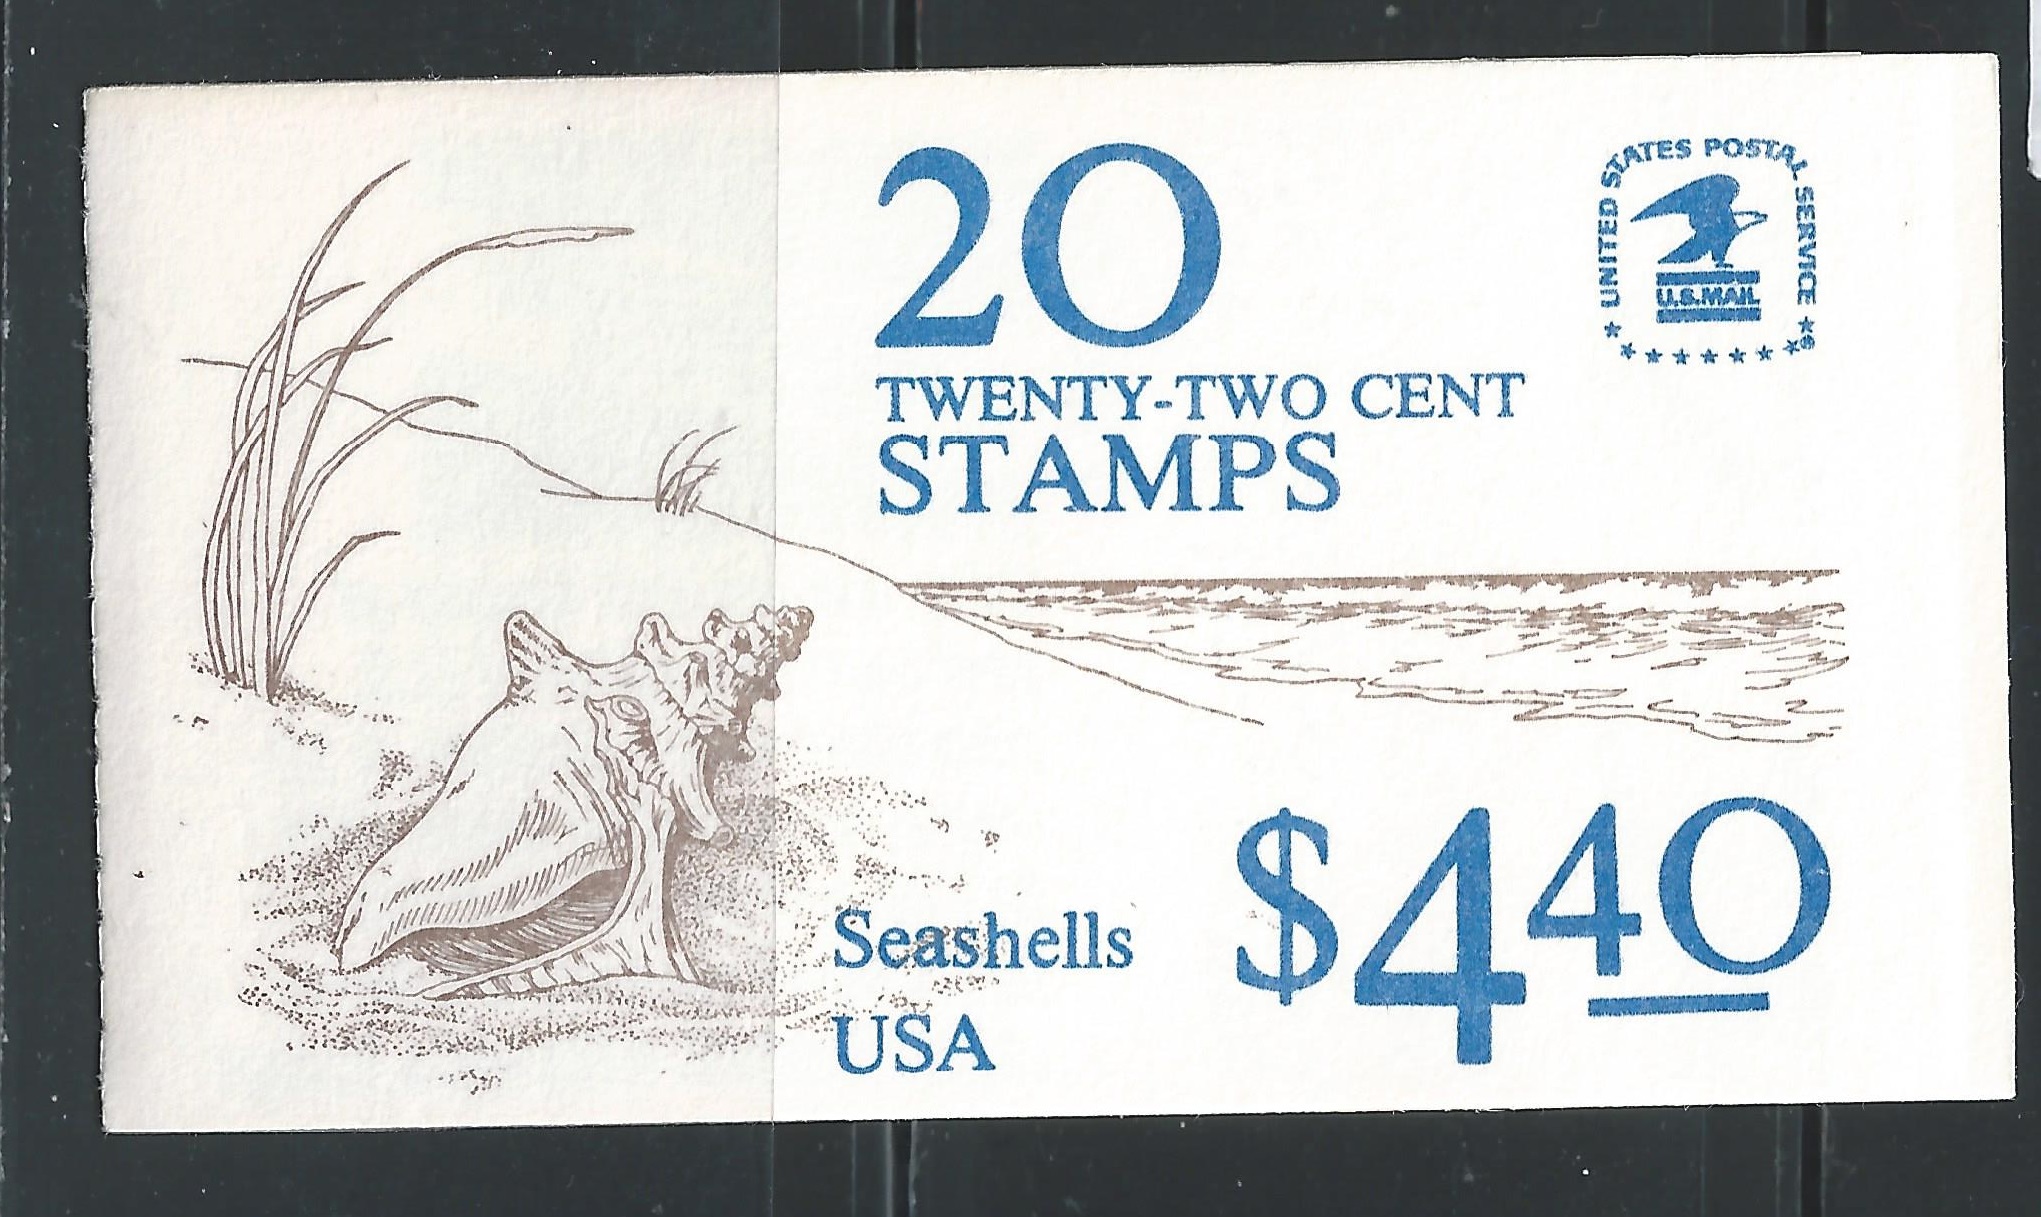 20
TWENTY-TWO CENT
STAMPS
UNITED STATES POSTAL SERVICE
U.S.MAIL
$4.40
Seashells
USA